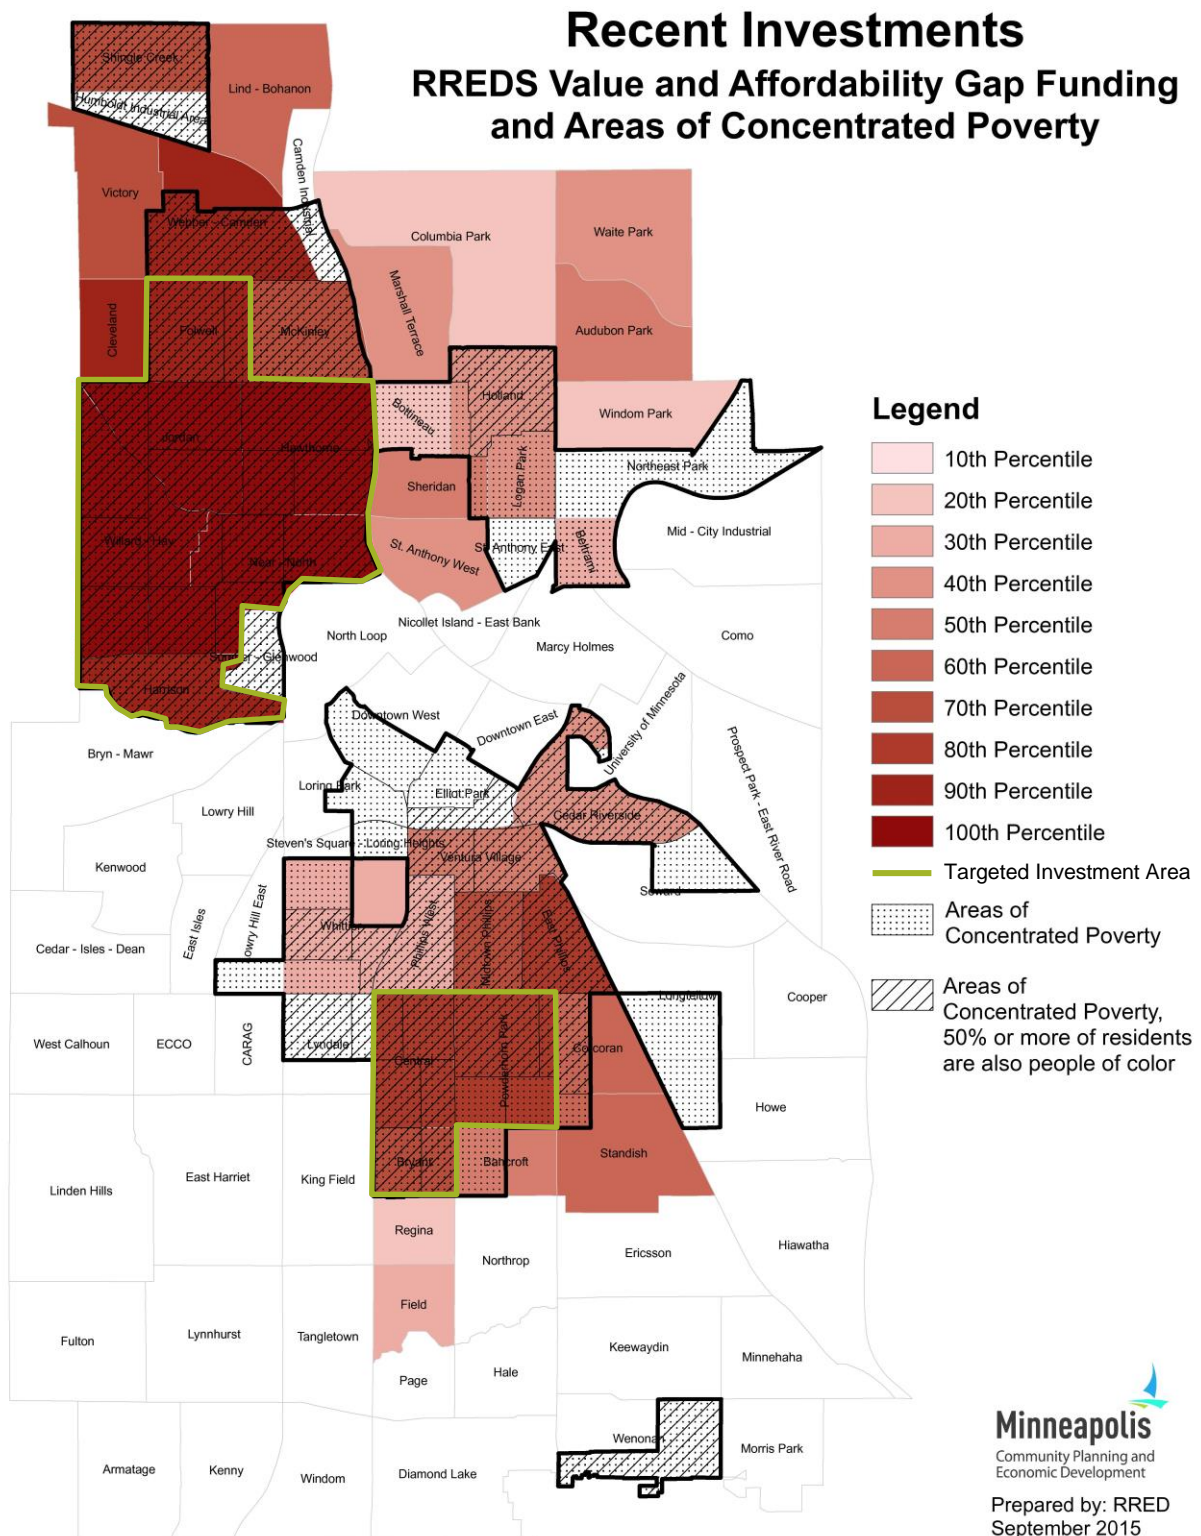 Recent Investments
RREDS Value and Affordability Gap Funding
and Areas of Concentrated Poverty
Shingle Creek
Lind - Bohanon
Humboldt Industrial Area
Camden Industrial
Victory
Webber - Camden
Columbia Park
Waite Park
Marshall Terrace
Cleveland
Folwell
McKinley
Audubon Park
Bottineau
Holland
Windom Park
Jordan
Hawthorne
Logan Park
Northeast Park
Sheridan
Mid - City Industrial
Willard - Hay
Near - North
St. Anthony West
St. Anthony East
Beltrami
Nicollet Island - East Bank
North Loop
Marcy Holmes
Como
Sumner - Glenwood
Harrison
Downtown West
Downtown East
University of Minnesota
Prospect Park - East River Road
Bryn - Mawr
Loring Park
Elliot Park
Lowry Hill
Cedar Riverside
Steven's Square - Loring Heights
Ventura Village
Kenwood
Seward
East Isles
Lowry Hill East
Whittier
Phillips West
Midtown Phillips
East Phillips
Cedar - Isles - Dean
Longfellow
Cooper
West Calhoun
ECCO
CARAG
Lyndale
Central
Powderhorn Park
Corcoran
Howe
Linden Hills
East Harriet
King Field
Bryant
Bancroft
Standish
Regina
Northrop
Ericsson
Hiawatha
Field
Fulton
Lynnhurst
Tangletown
Keewaydin
Minnehaha
Page
Hale
Wenonah
Morris Park
Armatage
Kenny
Windom
Diamond Lake
Legend
10th Percentile
20th Percentile
30th Percentile
40th Percentile
50th Percentile
60th Percentile
70th Percentile
80th Percentile
90th Percentile
100th Percentile
Targeted Investment Area
Areas of
Concentrated Poverty
Areas of
Concentrated Poverty,
50% or more of residents
are also people of color
Minneapolis
Community Planning and
Economic Development
Prepared by: RRED
September 2015